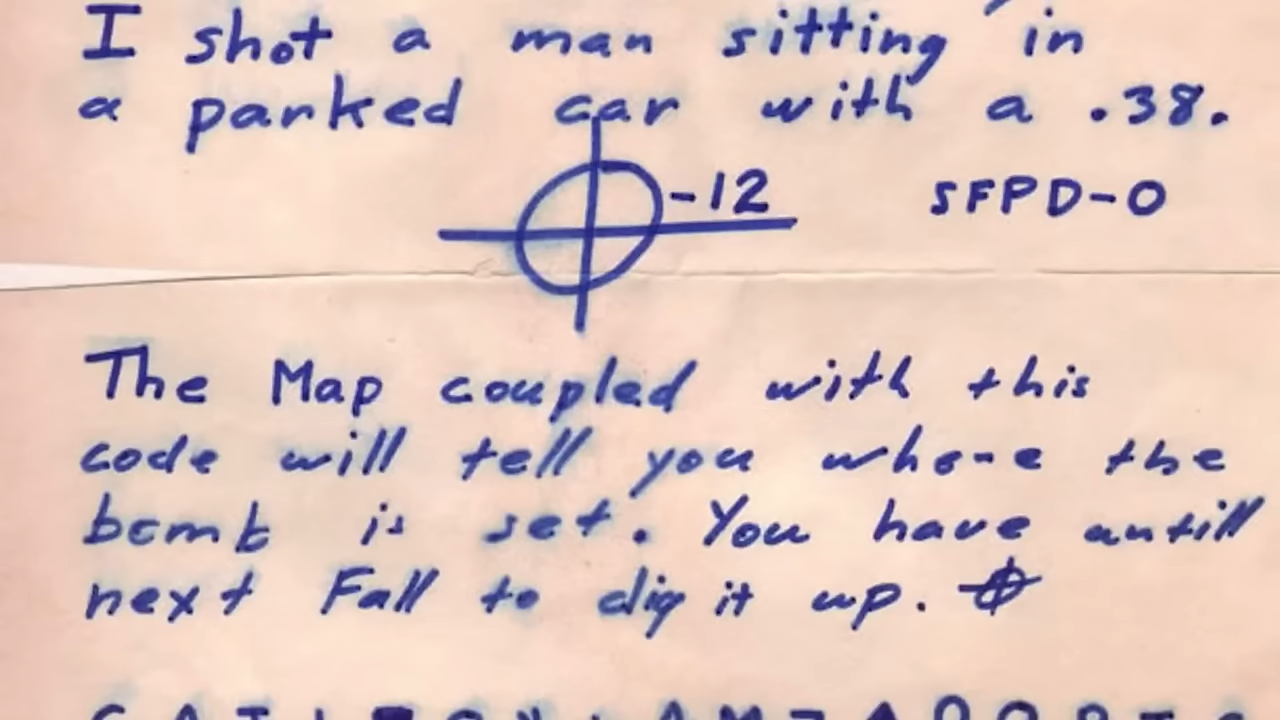 I shot a man sitting in
a parked car with a .38.
-12 SFPD-0
The Map coupled with this
code will tell you where the
bomb is set. You have untill
next Fall to dig it up.